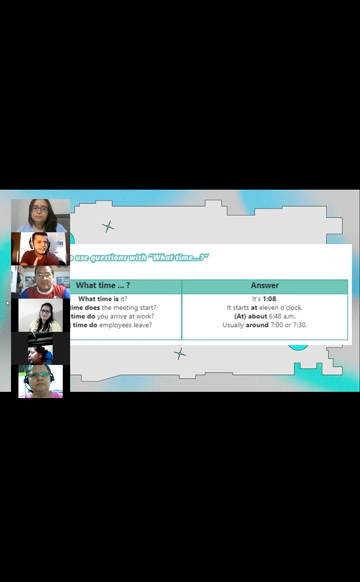 o use questions with "What time...?"
What time ... ?
Answer
What time is it?
It's 1:08.
time does the meeting start?
It starts at eleven o'clock.
time do you arrive at work?
(At) about 6:48 a.m.
time do employees leave?
Usually around 7:00 or 7:30.